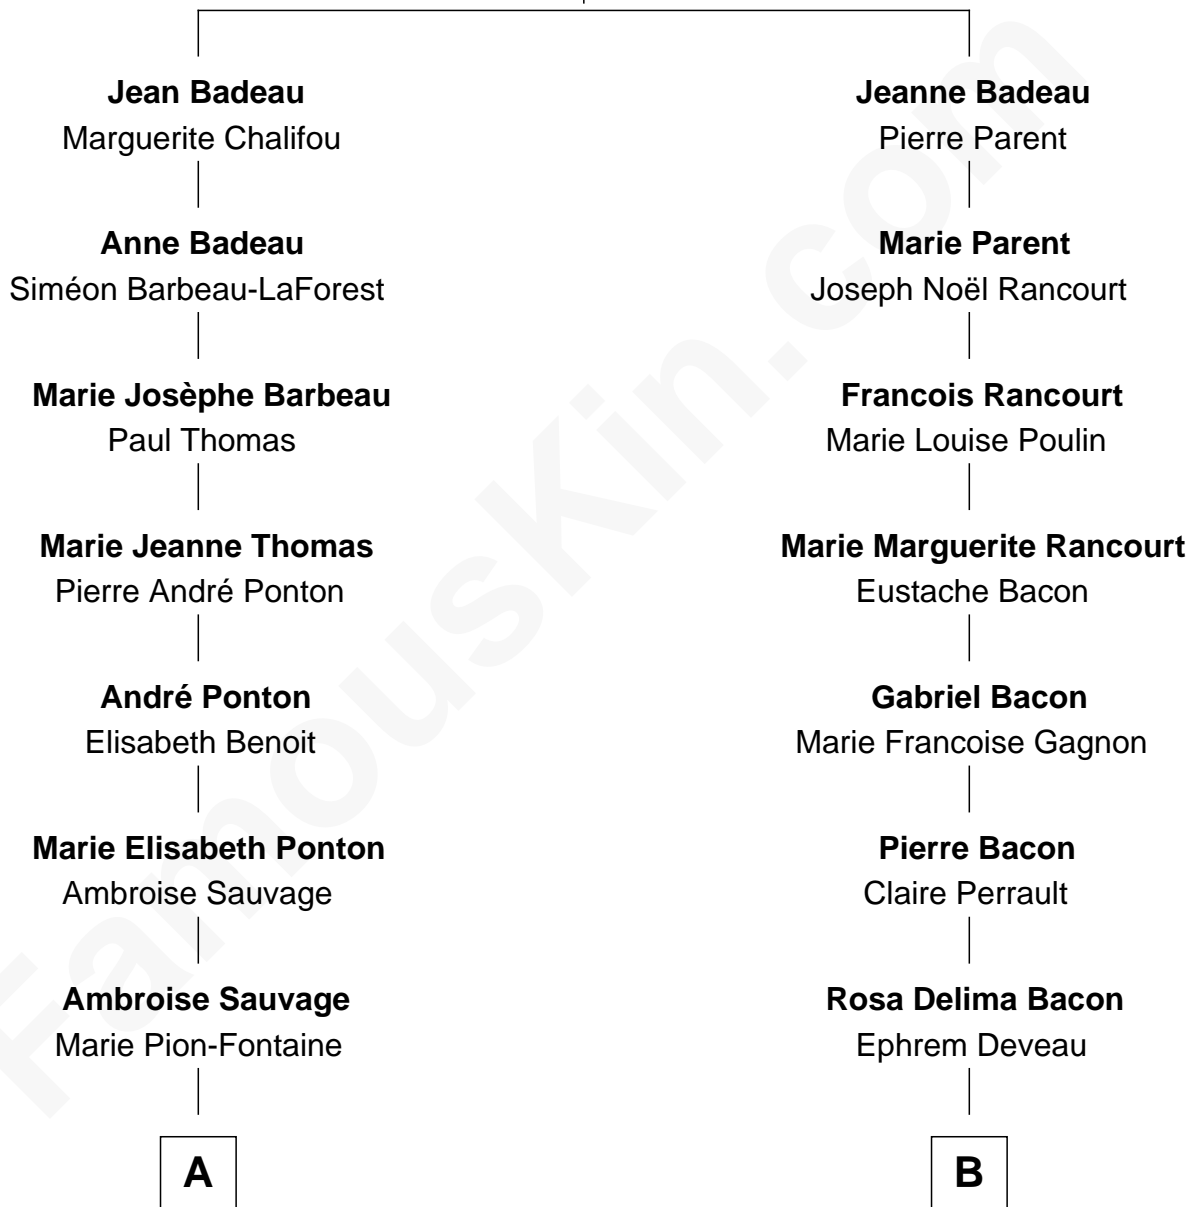 Jean Badeau
Marguerite Chalifou
Anne Badeau
Siméon Barbeau-LaForest
Marie Josèphe Barbeau
Paul Thomas
Marie Jeanne Thomas
Pierre André Ponton
André Ponton
Elisabeth Benoit
Marie Elisabeth Ponton
Ambroise Sauvage
Ambroise Sauvage
Marie Pion-Fontaine
A
Jeanne Badeau
Pierre Parent
Marie Parent
Joseph Noël Rancourt
Francois Rancourt
Marie Louise Poulin
Marie Marguerite Rancourt
Eustache Bacon
Gabriel Bacon
Marie Francoise Gagnon
Pierre Bacon
Claire Perrault
Rosa Delima Bacon
Ephrem Deveau
B
FamousKin.com